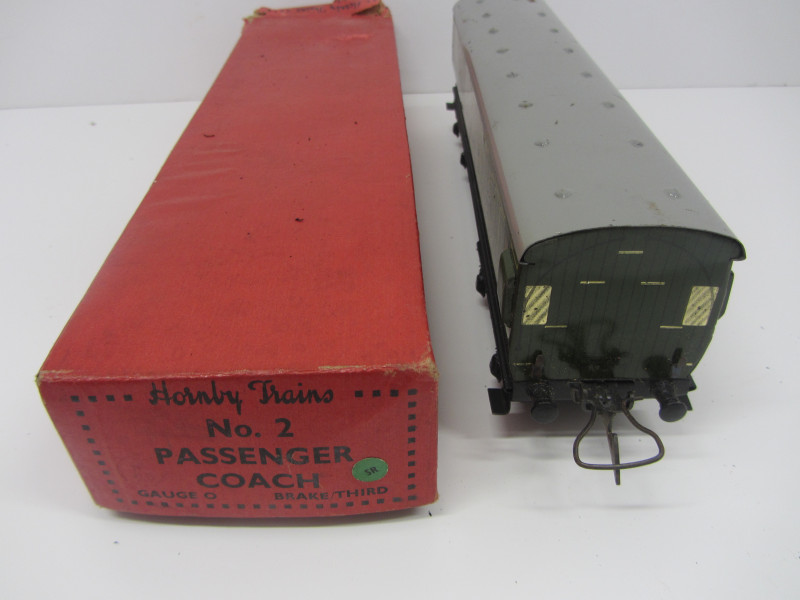 Hornby Trains
No. 2
PASSENGER
COACH
SR
GAUGE O BRAKE/THIRD